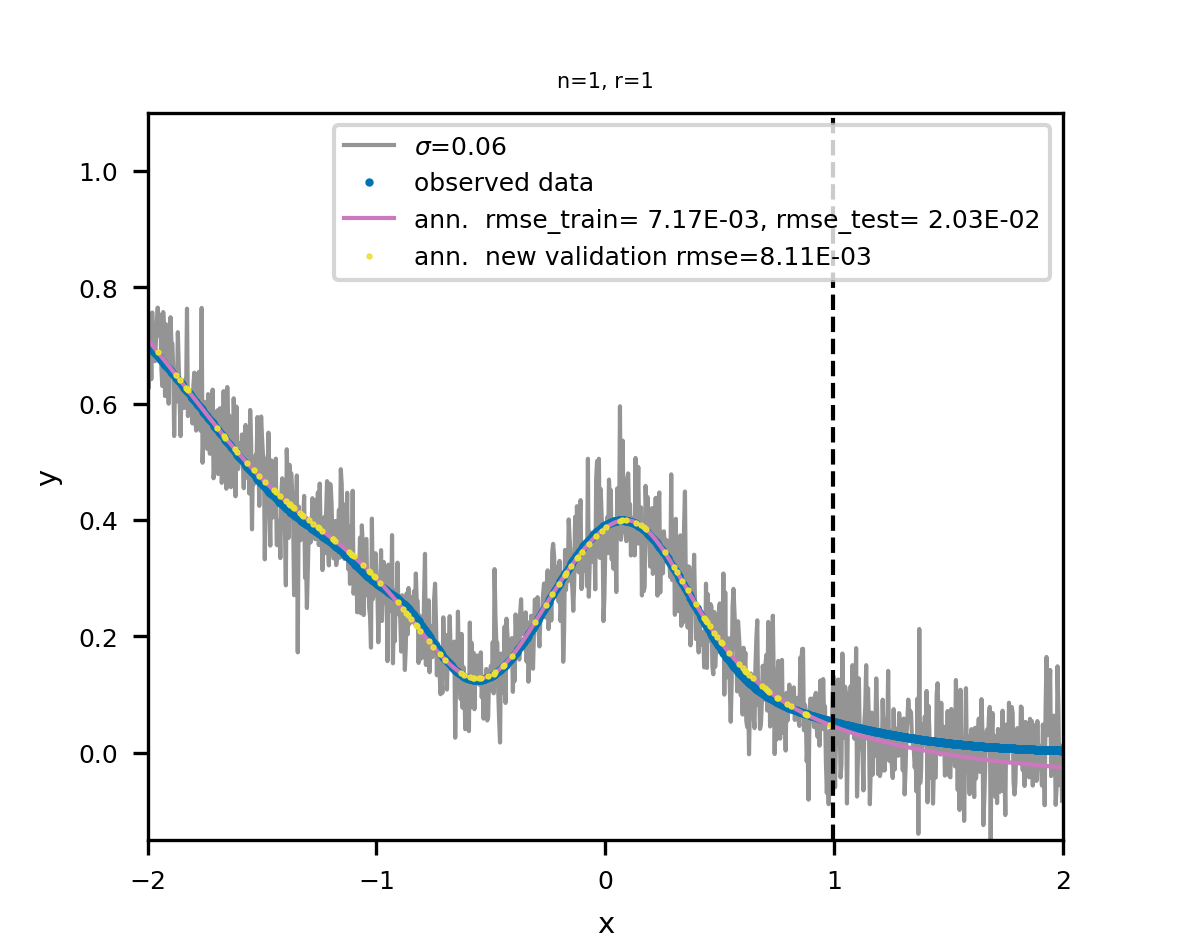 n=1, r=1
σ=0.06
observed data
ann.  rmse_train= 7.17E-03, rmse_test= 2.03E-02
ann.  new validation rmse=8.11E-03
1.0
0.8
0.6
0.4
0.2
0.0
y
−2
−1
0
1
2
x